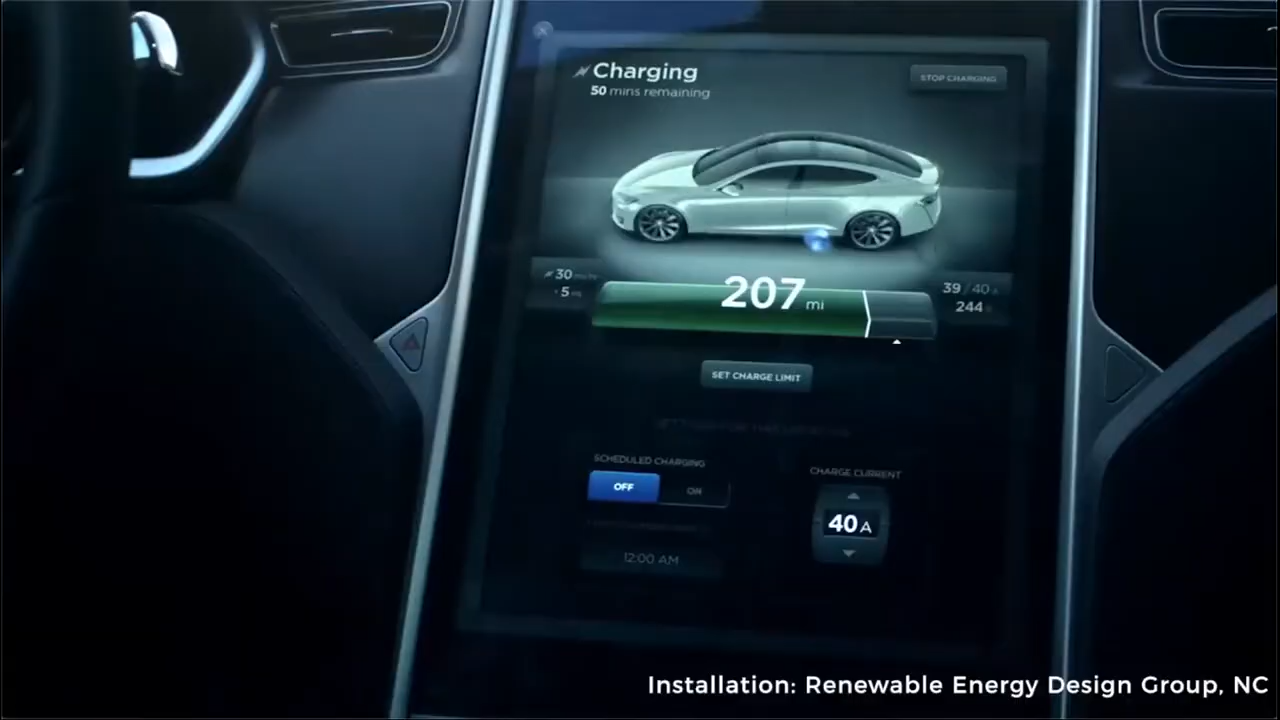 Charging
50 mins remaining
STOP CHARGING
30
+5
207 mi
39 / 40 A
244
SET CHARGE LIMIT
SCHEDULED CHARGING
OFF
ON
12:00 AM
CHARGE CURRENT
40 A
Installation: Renewable Energy Design Group, NC